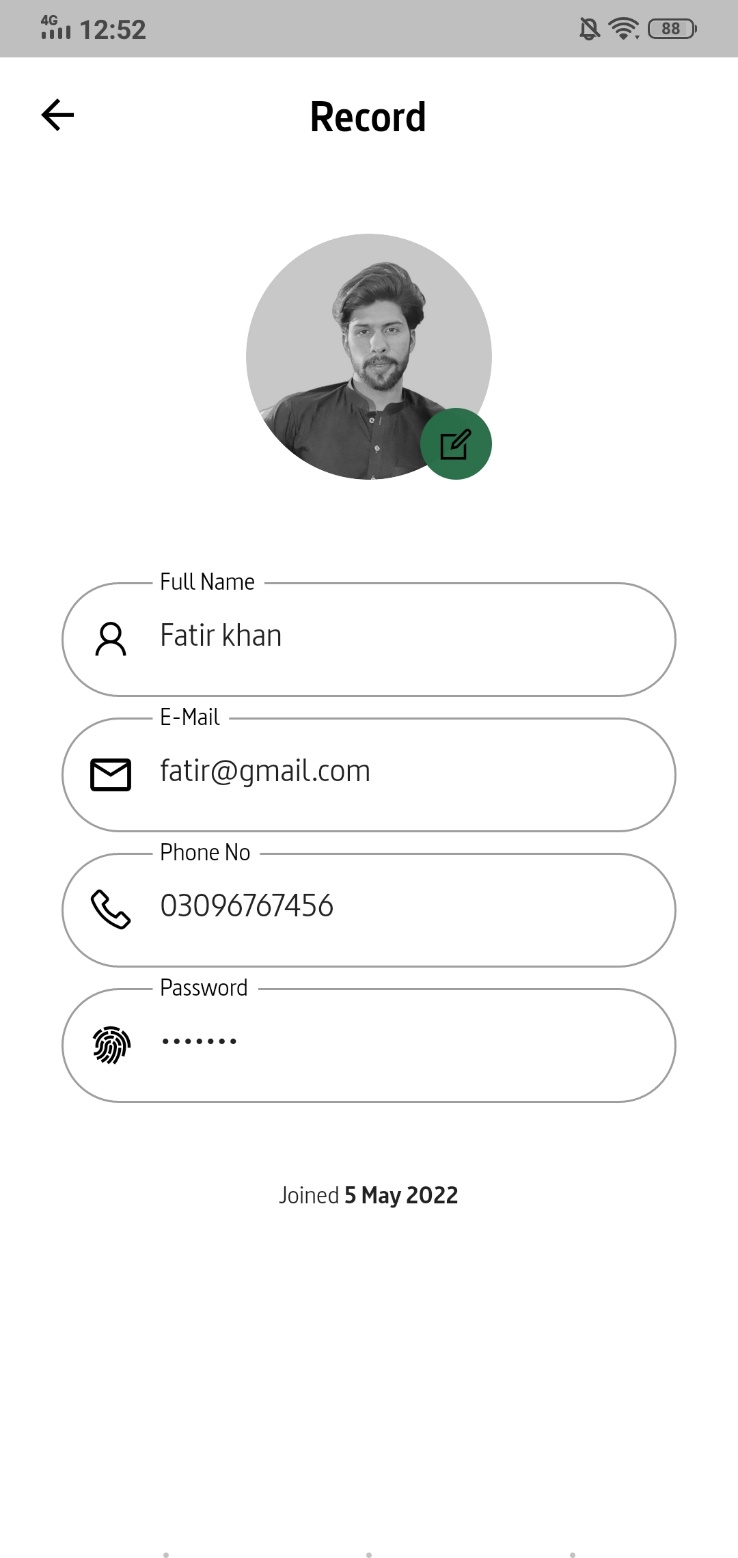 4G 12:52 88
Record
Full Name
Fatir khan
E-Mail
fatir@gmail.com
Phone No
03096767456
Password
•••••••
Joined 5 May 2022